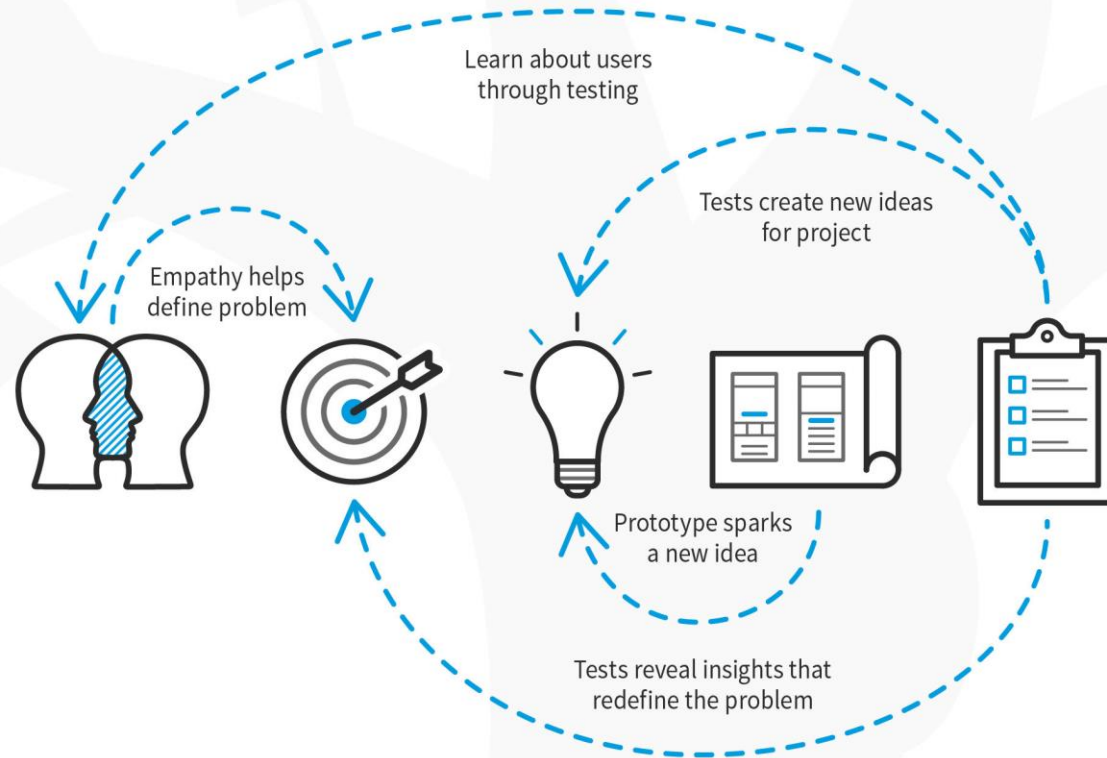 Learn about users
through testing
Tests create new ideas
for project
Empathy helps
define problem
Prototype sparks
a new idea
Tests reveal insights that
redefine the problem